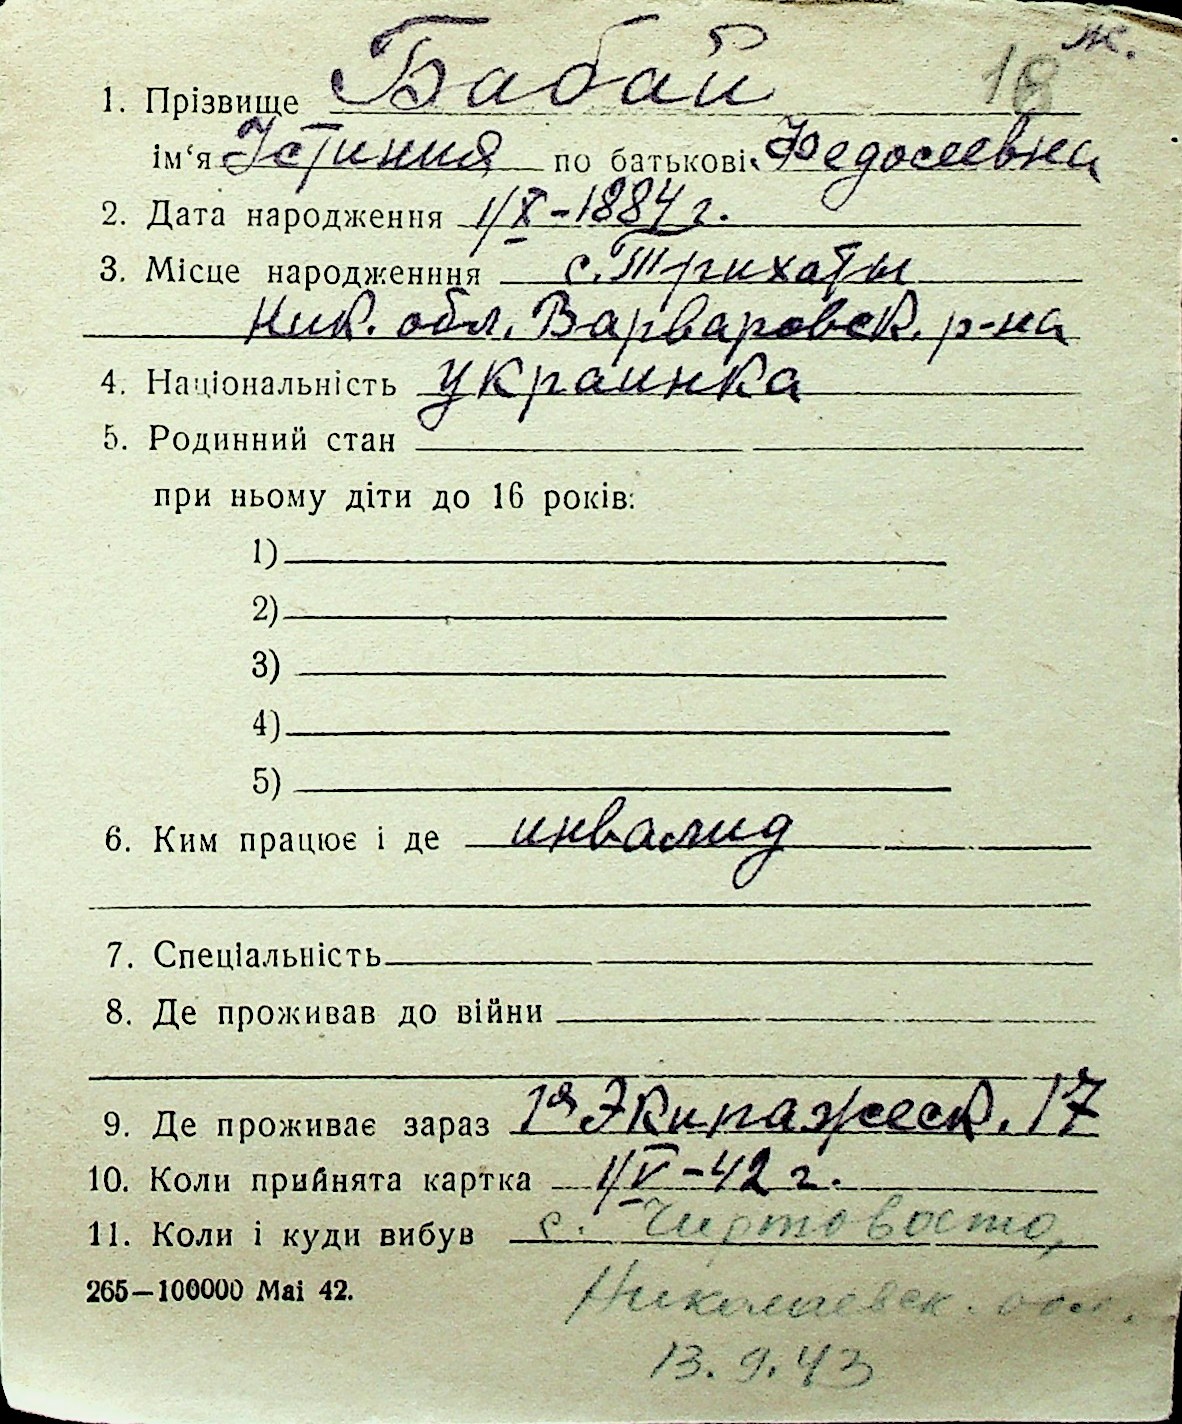 ж.
18
1. Прізвище Бабай
ім‘я Устиния по батькові Федосеевна
2. Дата народження 1/X-1884 г.
3. Місце народженння с. Трихаты
Ник. обл. Варваровск. р-на
4. Національність украинка
5. Родинний стан
при ньому діти до 16 років:
1)
2)
3)
4)
5)
6. Ким працює і де инвалид
7. Спеціальність
8. Де проживав до війни
9. Де проживає зараз 1я Экипажеск. 17
10. Коли прийнята картка 1/V-42 г.
11. Коли і куди вибув с.
Николаевск. обл.
13.9.43
265—100000 Маі 42.